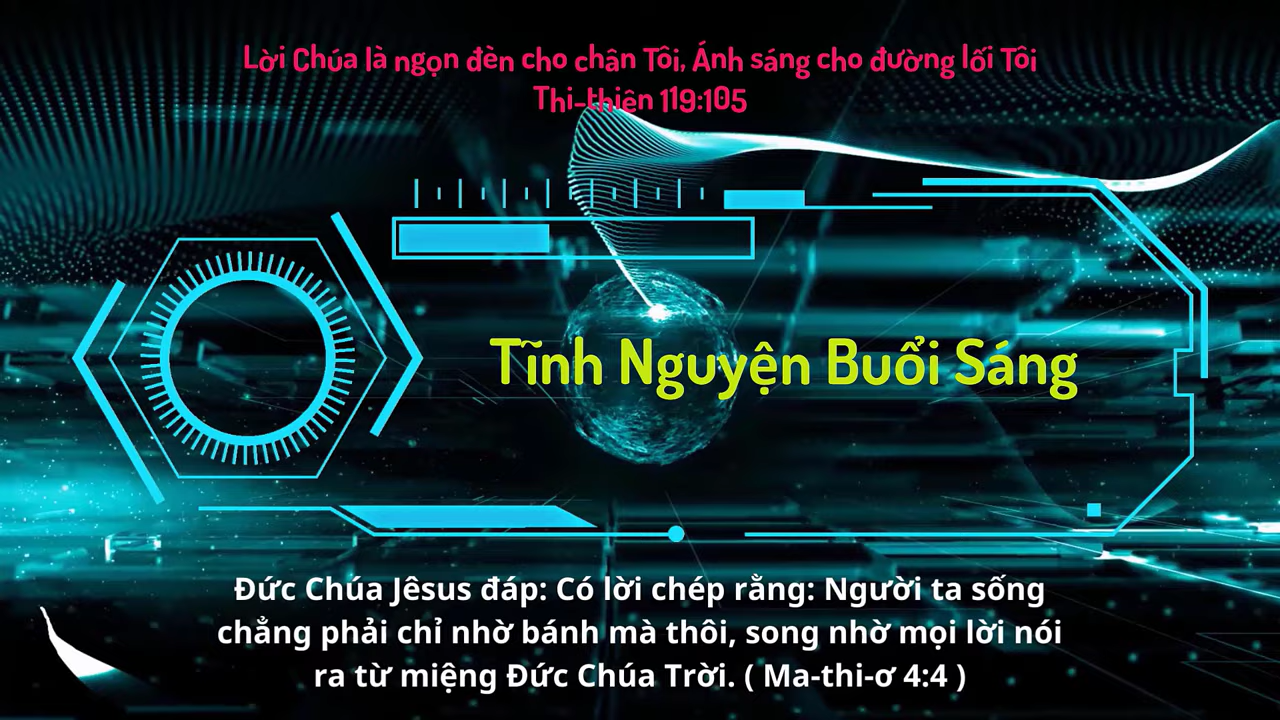 Lời Chúa là ngọn đèn cho chân Tôi, Ánh sáng cho đường lối Tôi
Thi-thiên 119:105
Tĩnh Nguyện Buổi Sáng
Đức Chúa Jêsus đáp: Có lời chép rằng: Người ta sống
chẳng phải chỉ nhờ bánh mà thôi, song nhờ mọi lời nói
ra từ miệng Đức Chúa Trời. ( Ma-thi-ơ 4:4 )